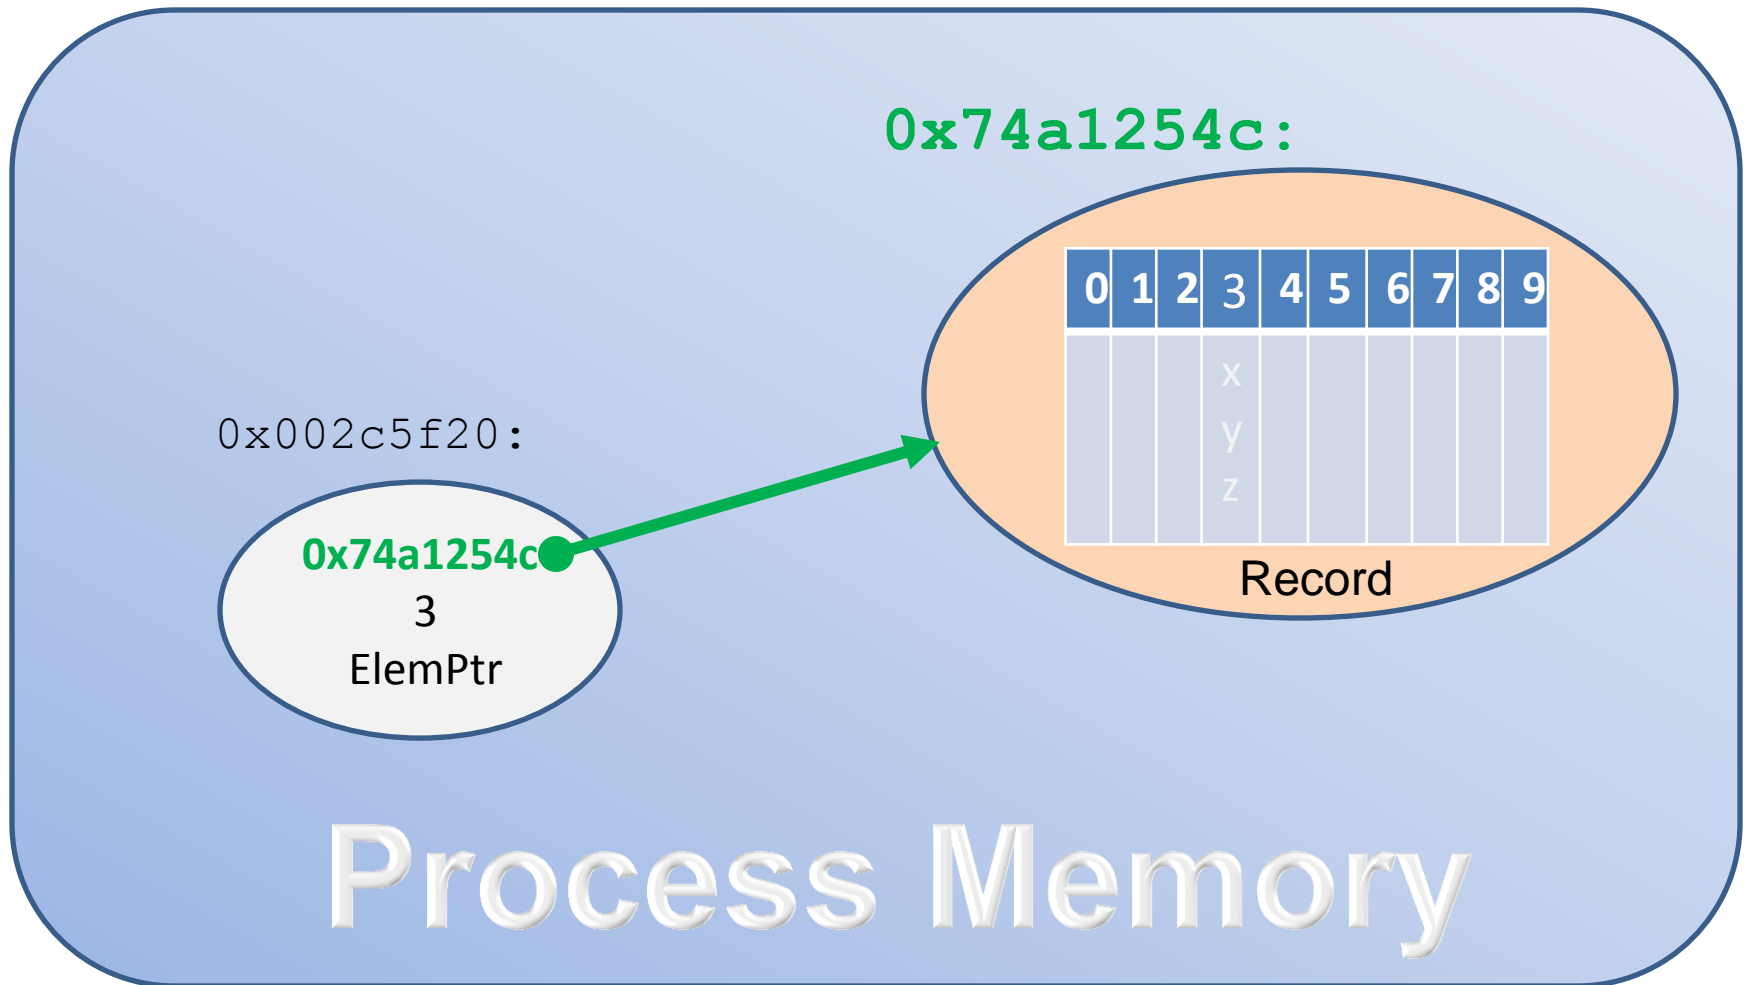 0x74a1254c:
0 1 2 3 4 5 6 7 8 9
x
y
z
Record
0x002c5f20:
0x74a1254c
3
ElemPtr
Process Memory